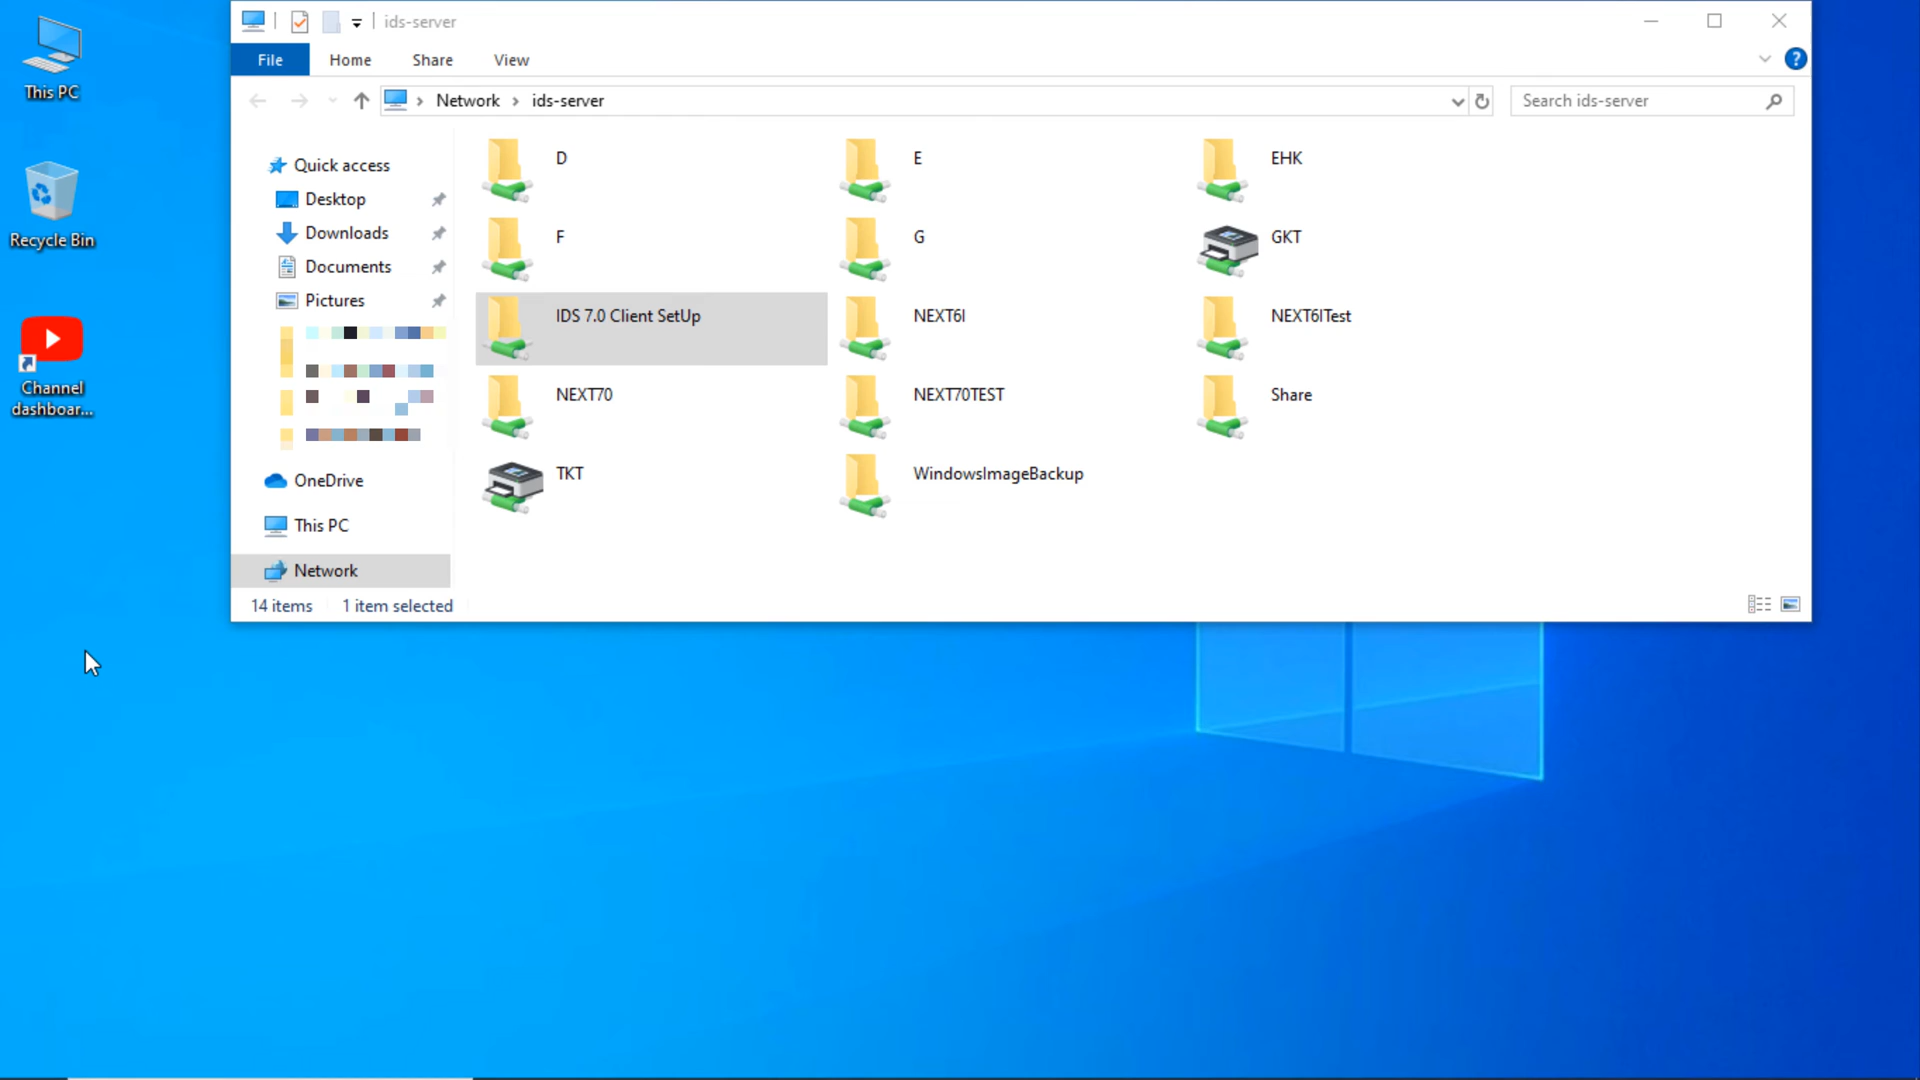 This PC
Recycle Bin
Channel
dashboar...
ids-server
File
Home
Share
View
?
Network
ids-server
Search ids-server
Quick access
Desktop
Downloads
Documents
Pictures
OneDrive
This PC
Network
D
E
EHK
F
G
GKT
IDS 7.0 Client SetUp
NEXT6I
NEXT6ITest
NEXT70
NEXT70TEST
Share
TKT
WindowsImageBackup
14 items
1 item selected